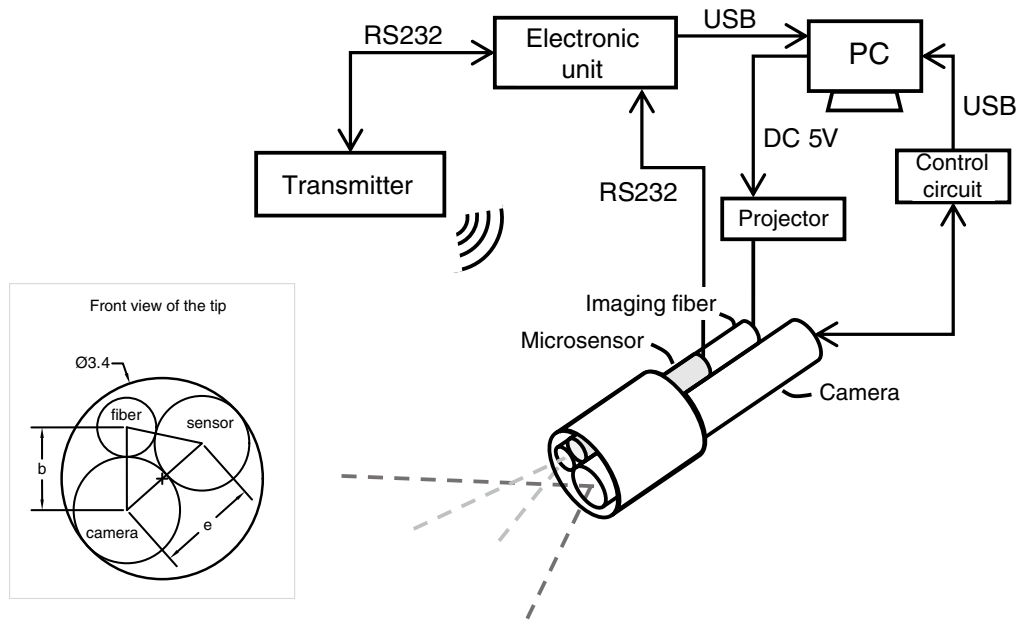 USB
RS232
Electronic
unit
PC
USB
DC 5V
Control
circuit
Transmitter
RS232
Projector
Imaging fiber
Microsensor
Camera
Front view of the tip
Ø3.4
fiber
sensor
b
e
camera